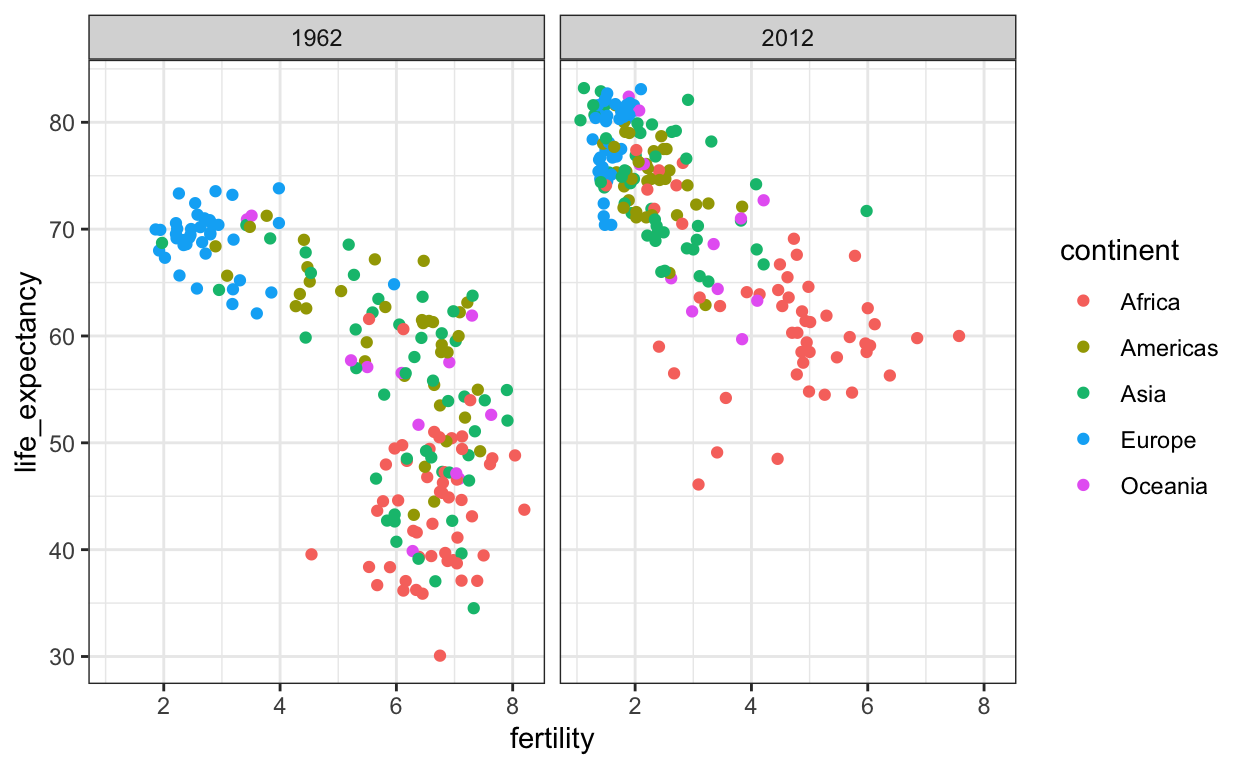 1962
2012
80
70
60
50
40
30
life_expectancy
2 4 6 8
2 4 6 8
fertility
continent
Africa
Americas
Asia
Europe
Oceania